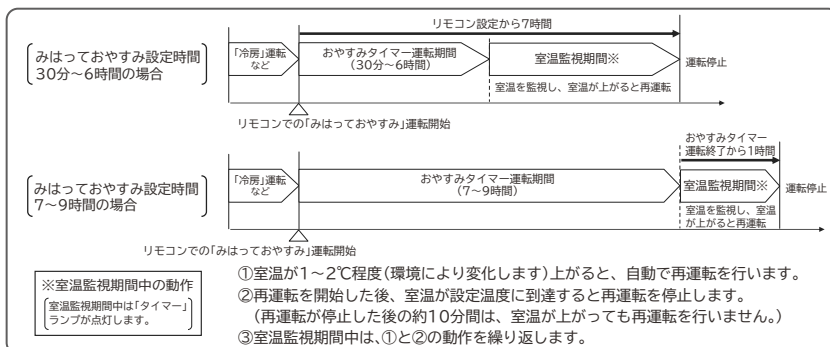 リモコン設定から7時間
みはっておやすみ設定時間
30分～6時間の場合
「冷房」運転
など
おやすみタイマー運転期間
（30分～6時間）
室温監視期間※
運転停止
室温を監視し、室温が上がると再運転
リモコンでの「みはっておやすみ」運転開始
おやすみタイマー
運転終了から1時間
みはっておやすみ設定時間
7～9時間の場合
「冷房」運転
など
おやすみタイマー運転期間
（7～9時間）
室温監視期間※
運転停止
室温を監視し、室温
が上がると再運転
リモコンでの「みはっておやすみ」運転開始
※室温監視期間中の動作
室温監視期間中は「タイマー」
ランプが点灯します。
①室温が1～2℃程度（環境により変化します）上がると、自動で再運転を行います。
②再運転を開始した後、室温が設定温度に到達すると再運転を停止します。
（再運転が停止した後の約10分間は、室温が上がっても再運転を行いません。）
③室温監視期間中は、①と②の動作を繰り返します。